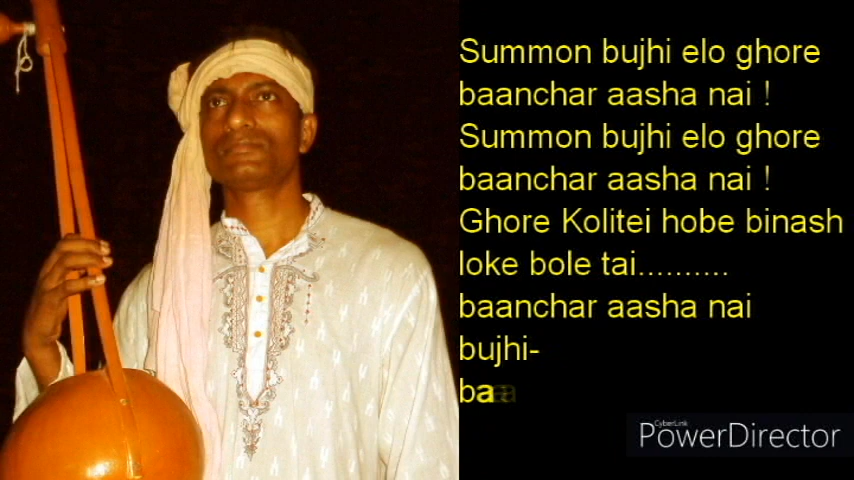 Summon bujhi elo ghore
baanchar aasha nai !
Summon bujhi elo ghore
baanchar aasha nai !
Ghore Kolitei hobe binash
loke bole tai..........
baanchar aasha nai
bujhi-
baaa
CyberLink
PowerDirector